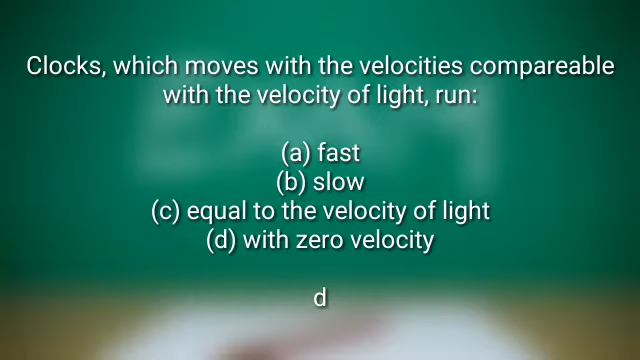 Clocks, which moves with the velocities compareable
with the velocity of light, run:
(a) fast
(b) slow
(c) equal to the velocity of light
(d) with zero velocity
d